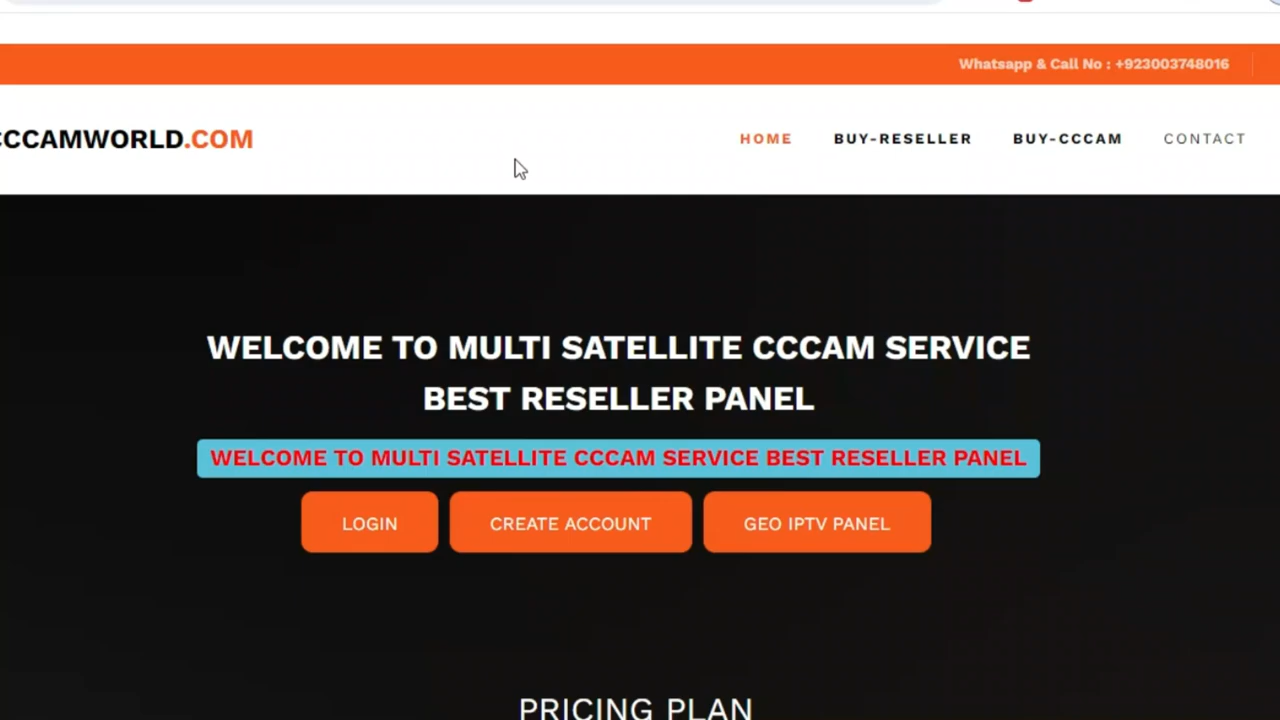 Whatsapp & Call No : +923003748016
CCCAMWORLD.COM
HOME BUY-RESELLER BUY-CCCAM CONTACT
WELCOME TO MULTI SATELLITE CCCAM SERVICE
BEST RESELLER PANEL
WELCOME TO MULTI SATELLITE CCCAM SERVICE BEST RESELLER PANEL
LOGIN CREATE ACCOUNT GEO IPTV PANEL
PRICING PLAN